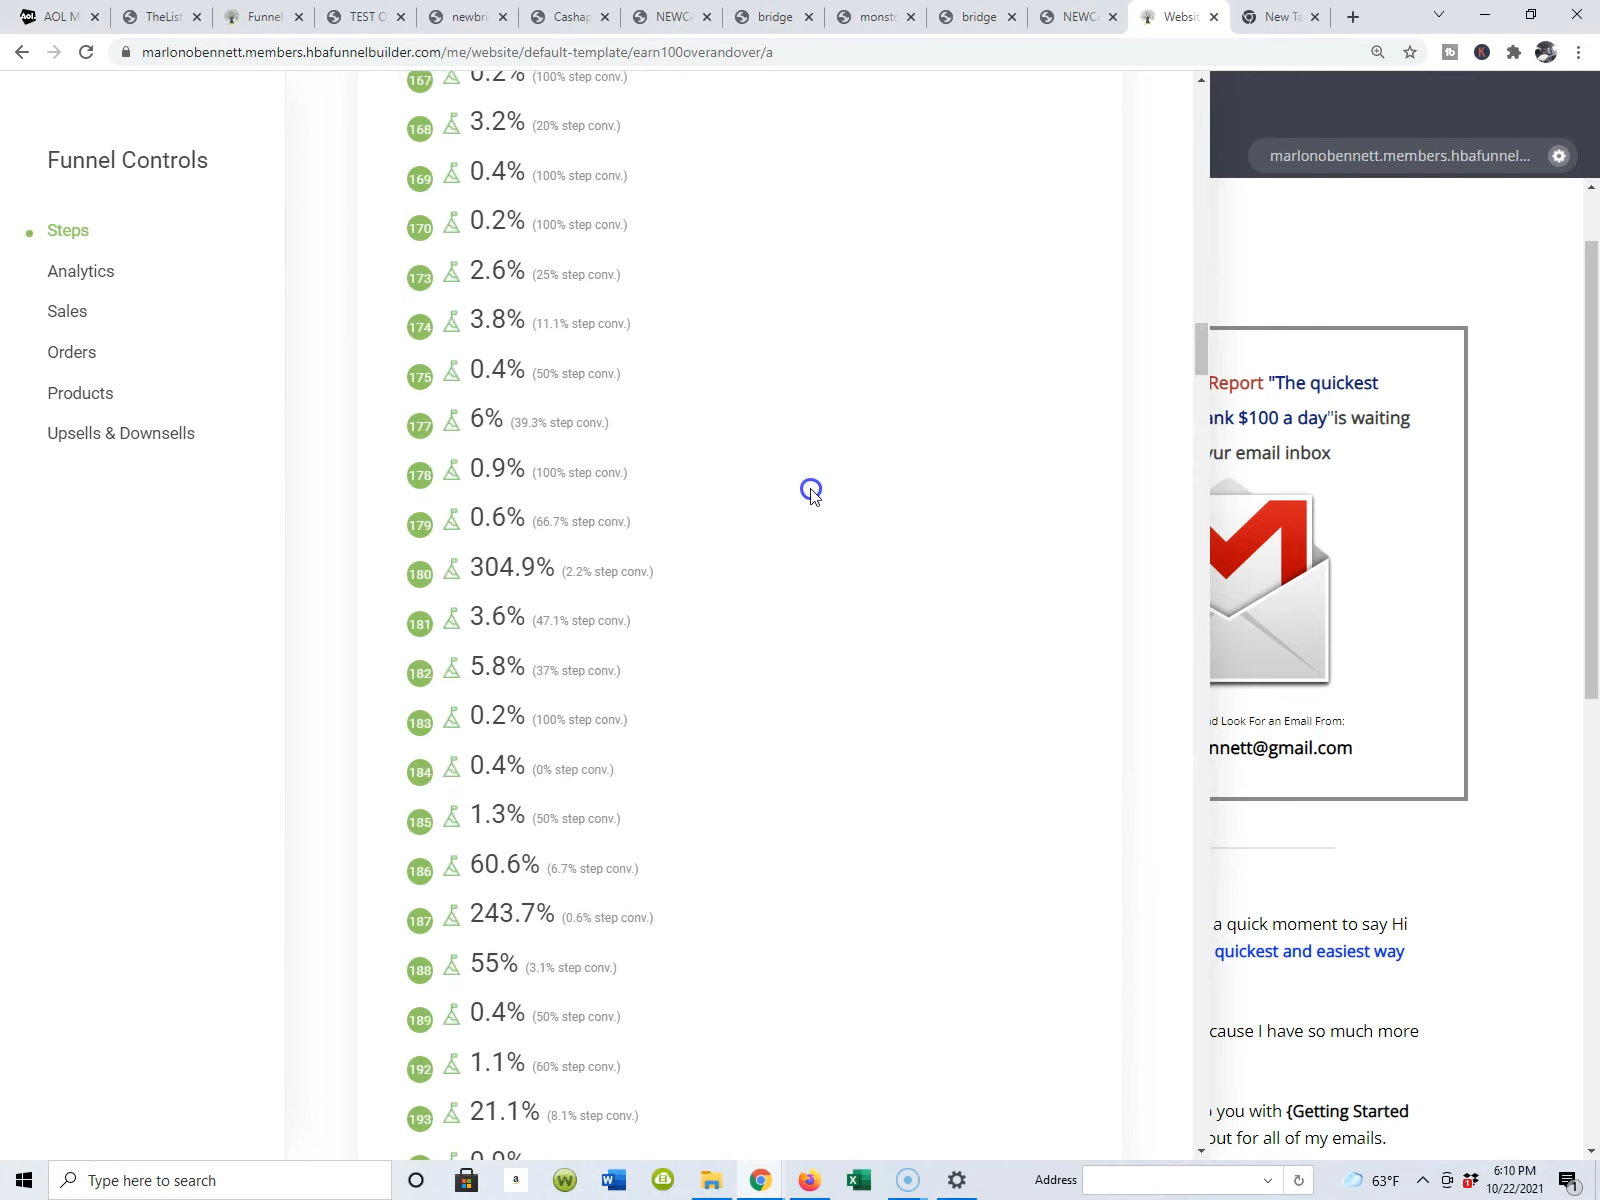 AOL M
TheList
Funnel
TEST O
newbri
Cashap
NEWC
bridge
monst
bridge
NEWC
Websit
New Ta
marlonobennett.members.hbafunnelbuilder.com/me/website/default-template/earn100overandover/a
Funnel Controls
Steps
Analytics
Sales
Orders
Products
Upsells & Downsells
167 0.2% (100% step conv.)
168 3.2% (20% step conv.)
169 0.4% (100% step conv.)
170 0.2% (100% step conv.)
173 2.6% (25% step conv.)
174 3.8% (11.1% step conv.)
175 0.4% (50% step conv.)
177 6% (39.3% step conv.)
178 0.9% (100% step conv.)
179 0.6% (66.7% step conv.)
180 304.9% (2.2% step conv.)
181 3.6% (47.1% step conv.)
182 5.8% (37% step conv.)
183 0.2% (100% step conv.)
184 0.4% (0% step conv.)
185 1.3% (50% step conv.)
186 60.6% (6.7% step conv.)
187 243.7% (0.6% step conv.)
188 55% (3.1% step conv.)
189 0.4% (50% step conv.)
192 1.1% (60% step conv.)
193 21.1% (8.1% step conv.)
marlonobennett.members.hbafunnel...
Report "The quickest
ank $100 a day"is waiting
ur email inbox
d Look For an Email From:
nnett@gmail.com
a quick moment to say Hi
quickest and easiest way
cause I have so much more
you with {Getting Started
out for all of my emails.
Type here to search
Address
63°F
6:10 PM
10/22/2021